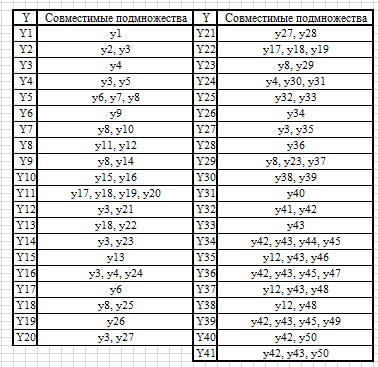 Y Совместимые подмножества Y Совместимые подмножества
Y1 y1 Y21 y27, y28
Y2 y2, y3 Y22 y17, y18, y19
Y3 y4 Y23 y8, y29
Y4 y3, y5 Y24 y4, y30, y31
Y5 y6, y7, y8 Y25 y32, y33
Y6 y9 Y26 y34
Y7 y8, y10 Y27 y3, y35
Y8 y11, y12 Y28 y36
Y9 y8, y14 Y29 y8, y23, y37
Y10 y15, y16 Y30 y38, y39
Y11 y17, y18, y19, y20 Y31 y40
Y12 y3, y21 Y32 y41, y42
Y13 y18, y22 Y33 y43
Y14 y3, y23 Y34 y42, y43, y44, y45
Y15 y13 Y35 y12, y43, y46
Y16 y3, y4, y24 Y36 y42, y43, y45, y47
Y17 y6 Y37 y12, y43, y48
Y18 y8, y25 Y38 y12, y48
Y19 y26 Y39 y42, y43, y45, y49
Y20 y3, y27 Y40 y42, y50
Y41 y42, y43, y50